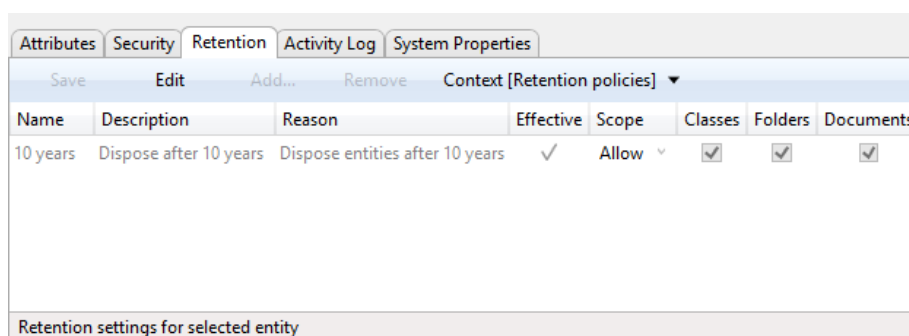 Attributes Security Retention Activity Log System Properties
Save Edit Add... Remove Context [Retention policies]
Name Description Reason Effective Scope Classes Folders Documents
10 years Dispose after 10 years Dispose entities after 10 years Allow
Retention settings for selected entity